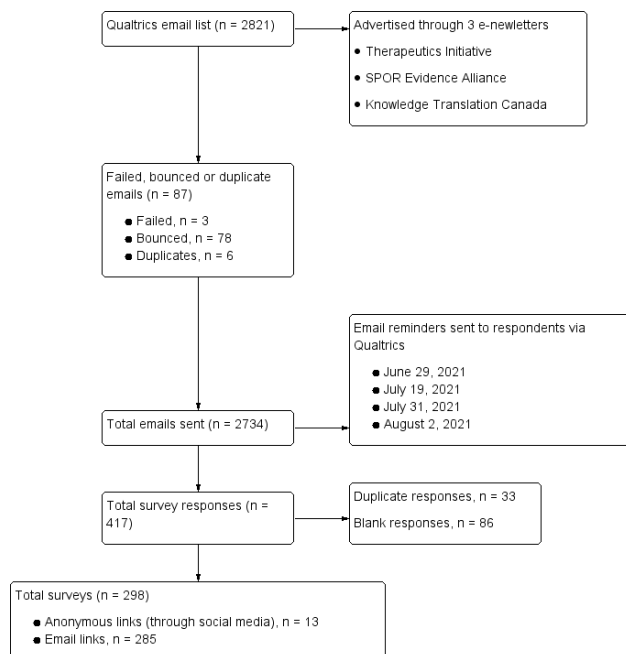 Qualtrics email list (n = 2821)
Advertised through 3 e-newletters
● Therapeutics Initiative
● SPOR Evidence Alliance
● Knowledge Translation Canada
Failed, bounced or duplicate
emails (n = 87)
● Failed, n = 3
● Bounced, n = 78
● Duplicates, n = 6
Email reminders sent to respondents via
Qualtrics
● June 29, 2021
● July 19, 2021
● July 31, 2021
● August 2, 2021
Total emails sent (n = 2734)
Total survey responses (n =
417)
Duplicate responses, n = 33
Blank responses, n = 86
Total surveys (n = 298)
● Anonymous links (through social media), n = 13
● Email links, n = 285